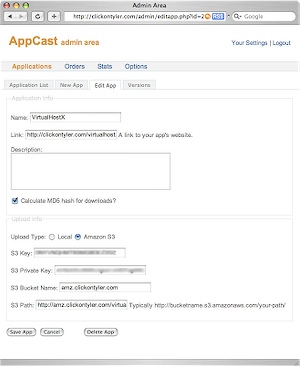 Admin Area
http://clickontyler.com/admin/editapp.php?id=2
Google
AppCast admin area
Your Settings | Logout
Applications Orders Stats Options
Application List New App Edit App Versions
Application Info
Name: VirtualHostX
Link: http://clickontyler.com/virtualhost A link to your app's website.
Description:
Calculate MD5 hash for downloads?
Upload Info
Upload Type: Local Amazon S3
S3 Key:
S3 Private Key:
S3 Bucket Name: amz.clickontyler.com
S3 Path: http://amz.clickontyler.com/virtua Typically http://bucketname.s3.amazonaws.com/your-path/
Save App Cancel Delete App